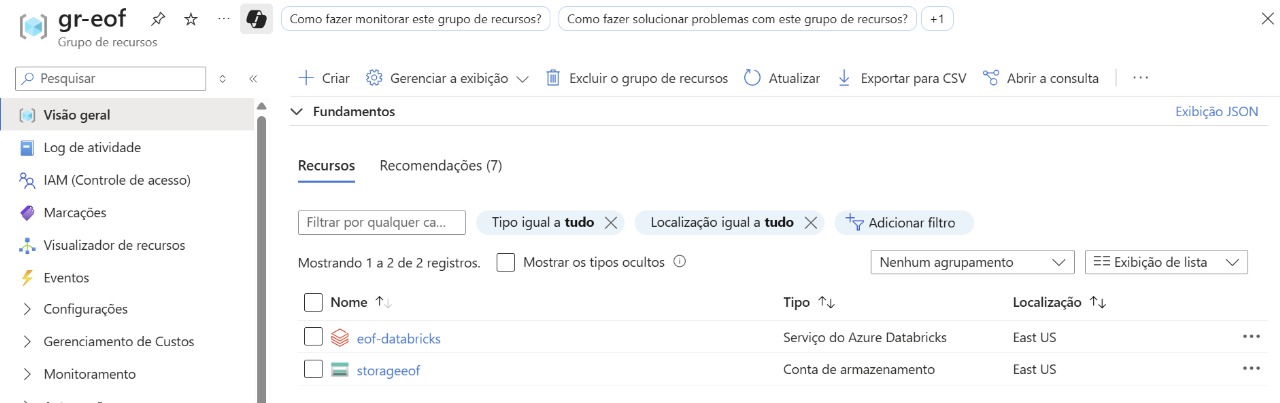 gr-eof
Grupo de recursos
Como fazer monitorar este grupo de recursos?
Como fazer solucionar problemas com este grupo de recursos?
+1
Pesquisar
Criar
Gerenciar a exibição
Excluir o grupo de recursos
Atualizar
Exportar para CSV
Abrir a consulta
Visão geral
Log de atividade
IAM (Controle de acesso)
Marcações
Visualizador de recursos
Eventos
Configurações
Gerenciamento de Custos
Monitoramento
Fundamentos
Exibição JSON
Recursos
Recomendações (7)
Filtrar por qualquer ca...
Tipo igual a tudo
Localização igual a tudo
Adicionar filtro
Mostrando 1 a 2 de 2 registros.
Mostrar os tipos ocultos
Nenhum agrupamento
Exibição de lista
Nome
Tipo
Localização
eof-databricks
Serviço do Azure Databricks
East US
storageeof
Conta de armazenamento
East US